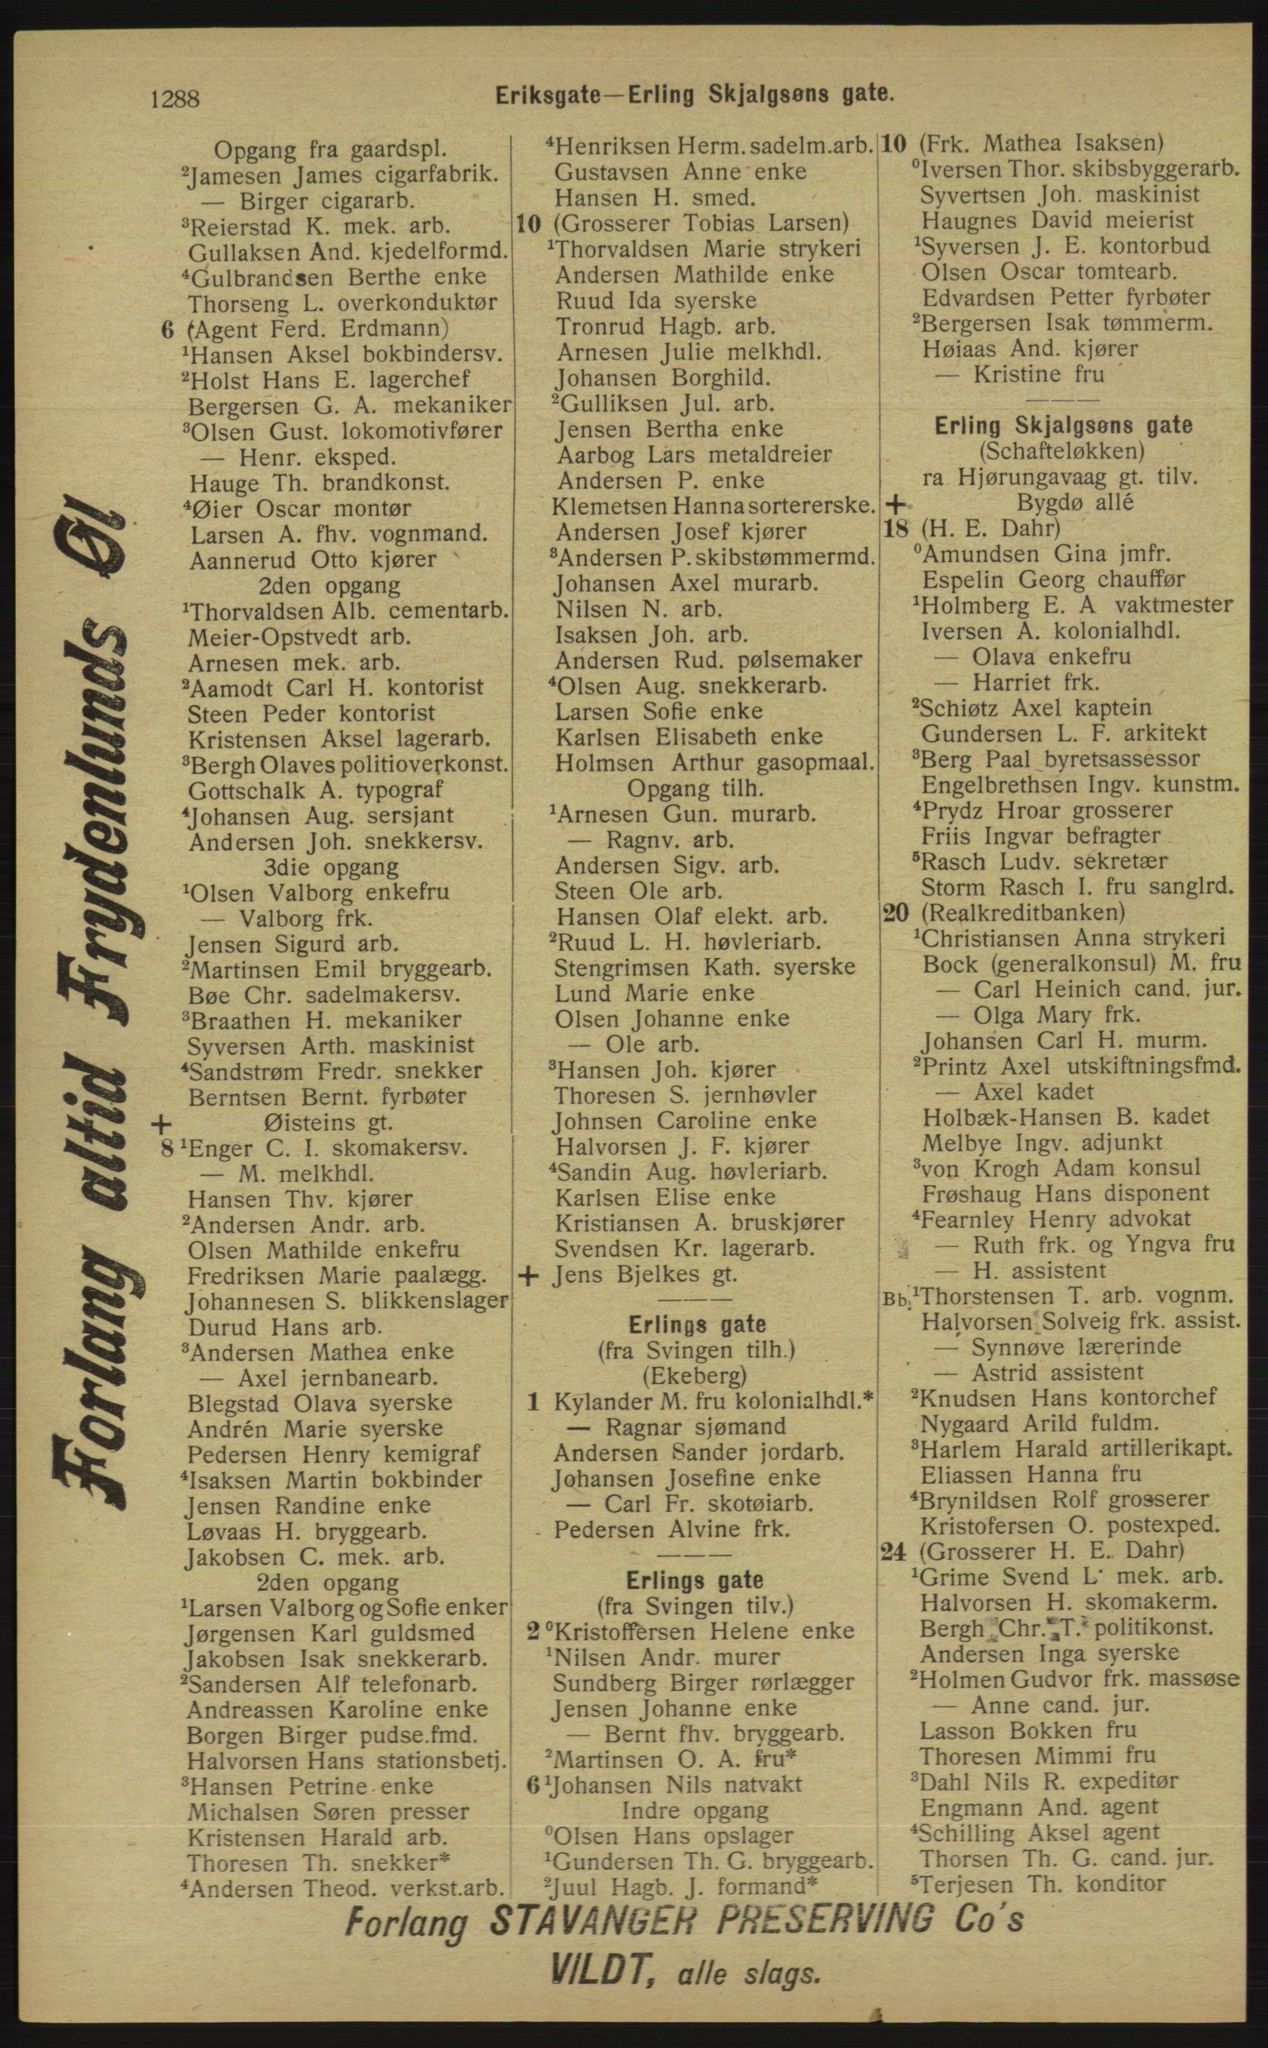 1288
Eriksgate—Erling Skjalgsøns gate.
Opgang fra gaardspl.
²Jamesen James cigarfabrik.
— Birger cigararb.
³Reierstad K. mek. arb.
Gullaksen And. kjedelformd.
⁴Gulbrandsen Berthe enke
Thorseng L. overkonduktør
6 (Agent Ferd. Erdmann)
¹Hansen Aksel bokbindersv.
²Holst Hans E. lagerchef
Bergersen G. A. mekaniker
³Olsen Gust. lokomotivfører
— Henr. eksped.
Hauge Th. brandkonst.
⁴Øier Oscar montør
Larsen A. fhv. vognmand.
Aannerud Otto kjører
2den opgang
¹Thorvaldsen Alb. cementarb.
Meier-Opstvedt arb.
Arnesen mek. arb.
²Aamodt Carl H. kontorist
Steen Peder kontorist
Kristensen Aksel lagerarb.
³Bergh Olaves politioverkonst.
Gottschalk A. typograf
⁴Johansen Aug. sersjant
Andersen Joh. snekkersv.
3die opgang
¹Olsen Valborg enkefru
— Valborg frk.
Jensen Sigurd arb.
²Martinsen Emil bryggearb.
Bøe Chr. sadelmakersv.
³Braathen H. mekaniker
Syversen Arth. maskinist
⁴Sandstrøm Fredr. snekker
Berntsen Bernt. fyrbøter
+ Øisteins gt.
8 ¹Enger C. I. skomakersv.
— M. melkhdl.
Hansen Thv. kjører
²Andersen Andr. arb.
Olsen Mathilde enkefru
Fredriksen Marie paalægg.
Johannesen S. blikkenslager
Durud Hans arb.
³Andersen Mathea enke
— Axel jernbanearb.
Blegstad Olava syerske
Andrén Marie syerske
Pedersen Henry kemigraf
⁴Isaksen Martin bokbinder
Jensen Randine enke
Løvaas H. bryggearb.
Jakobsen C. mek. arb.
2den opgang
¹Larsen Valborg og Sofie enker
Jørgensen Karl guldsmed
Jakobsen Isak snekkerarb.
²Sandersen Alf telefonarb.
Andreassen Karoline enke
Borgen Birger pudse.fmd.
Halvorsen Hans stationsbetj.
³Hansen Petrine enke
Michalsen Søren presser
Kristensen Harald arb.
Thoresen Th. snekker*
⁴Andersen Theod. verkst.arb.
⁴Henriksen Herm. sadelm.arb.
Gustavsen Anne enke
Hansen H. smed.
10 (Grosserer Tobias Larsen)
¹Thorvaldsen Marie strykeri
Andersen Mathilde enke
Ruud Ida syerske
Tronrud Hagb. arb.
Arnesen Julie melkhdl.
Johansen Borghild.
²Gulliksen Jul. arb.
Jensen Bertha enke
Aarbog Lars metaldreier
Andersen P. enke
Klemetsen Hanna sortererske.
Andersen Josef kjører
³Andersen P. skibstømmermd.
Johansen Axel murarb.
Nilsen N. arb.
Isaksen Joh. arb.
Andersen Rud. pølsemaker
⁴Olsen Aug. snekkerarb.
Larsen Sofie enke
Karlsen Elisabeth enke
Holmsen Arthur gasopmaal.
Opgang tilh.
¹Arnesen Gun. murarb.
— Ragnv. arb.
Andersen Sigv. arb.
Steen Ole arb.
Hansen Olaf elekt. arb.
²Ruud L. H. høvleriarb.
Stengrimsen Kath. syerske
Lund Marie enke
Olsen Johanne enke
— Ole arb.
³Hansen Joh. kjører
Thoresen S. jernhøvler
Johnsen Caroline enke
Halvorsen J. F. kjører
⁴Sandin Aug. høvleriarb.
Karlsen Elise enke
Kristiansen A. bruskjører
Svendsen Kr. lagerarb.
+ Jens Bjelkes gt.
Erlings gate
(fra Svingen tilh.)
(Ekeberg)
1 Kylander M. fru kolonialhdl.*
— Ragnar sjømand
Andersen Sander jordarb.
Johansen Josefine enke
— Carl Fr. skotøiarb.
Pedersen Alvine frk.
Erlings gate
(fra Svingen tilv.)
2 ⁰Kristoffersen Helene enke
¹Nilsen Andr. murer
Sundberg Birger rørlægger
Jensen Johanne enke
— Bernt fhv. bryggearb.
²Martinsen O. A. fru*
6 ¹Johansen Nils natvakt
Indre opgang
⁰Olsen Hans opslager
¹Gundersen Th. G. bryggearb.
²Juul Hagb. J. formand*
10 (Frk. Mathea Isaksen)
⁰Iversen Thor. skibsbyggerarb.
Syvertsen Joh. maskinist
Haugnes David meierist
¹Syversen J. E. kontorbud
Olsen Oscar tomtearb.
Edvardsen Petter fyrbøter
²Bergersen Isak tømmerm.
Høiaas And. kjører
— Kristine fru
Erling Skjalgsøns gate
(Schafteløkken)
ra Hjørungavaag gt. tilv.
+ Bygdø allé
18 (H. E. Dahr)
⁰Amundsen Gina jmfr.
Espelin Georg chauffør
¹Holmberg E. A vaktmester
Iversen A. kolonialhdl.
— Olava enkefru
— Harriet frk.
²Schiøtz Axel kaptein
Gundersen L. F. arkitekt
³Berg Paal byretsassessor
Engelbrethsen Ingv. kunstm.
⁴Prydz Hroar grosserer
Friis Ingvar befragter
⁵Rasch Ludv. sekretær
Storm Rasch I. fru sanglrd.
20 (Realkreditbanken)
¹Christiansen Anna strykeri
Bock (generalkonsul) M. fru
— Carl Heinich cand. jur.
— Olga Mary frk.
Johansen Carl H. murm.
²Printz Axel utskiftningsfmd.
— Axel kadet
Holbæk-Hansen B. kadet
Melbye Ingv. adjunkt
³von Krogh Adam konsul
Frøshaug Hans disponent
⁴Fearnley Henry advokat
— Ruth frk. og Yngva fru
— H. assistent
Bb. ¹Thorstensen T. arb. vognm.
Halvorsen Solveig frk. assist.
— Synnøve lærerinde
— Astrid assistent
²Knudsen Hans kontorchef
Nygaard Arild fuldm.
³Harlem Harald artillerikapt.
Eliassen Hanna fru
⁴Brynildsen Rolf grosserer
Kristofersen O. postexped.
24 (Grosserer H. E. Dahr)
¹Grime Svend L. mek. arb.
Halvorsen H. skomakerm.
Bergh Chr. T. politikonst.
Andersen Inga syerske
²Holmen Gudvor frk. massøse
— Anne cand. jur.
Lasson Bokken fru
Thoresen Mimmi fru
³Dahl Nils R. expeditør
Engmann And. agent
⁴Schilling Aksel agent
Thorsen Th. G. cand. jur.
⁵Terjesen Th. konditor
Forlang altid Frydenlunds Øl
Forlang STAVANGER PRESERVING Co's
VILDT, alle slags.